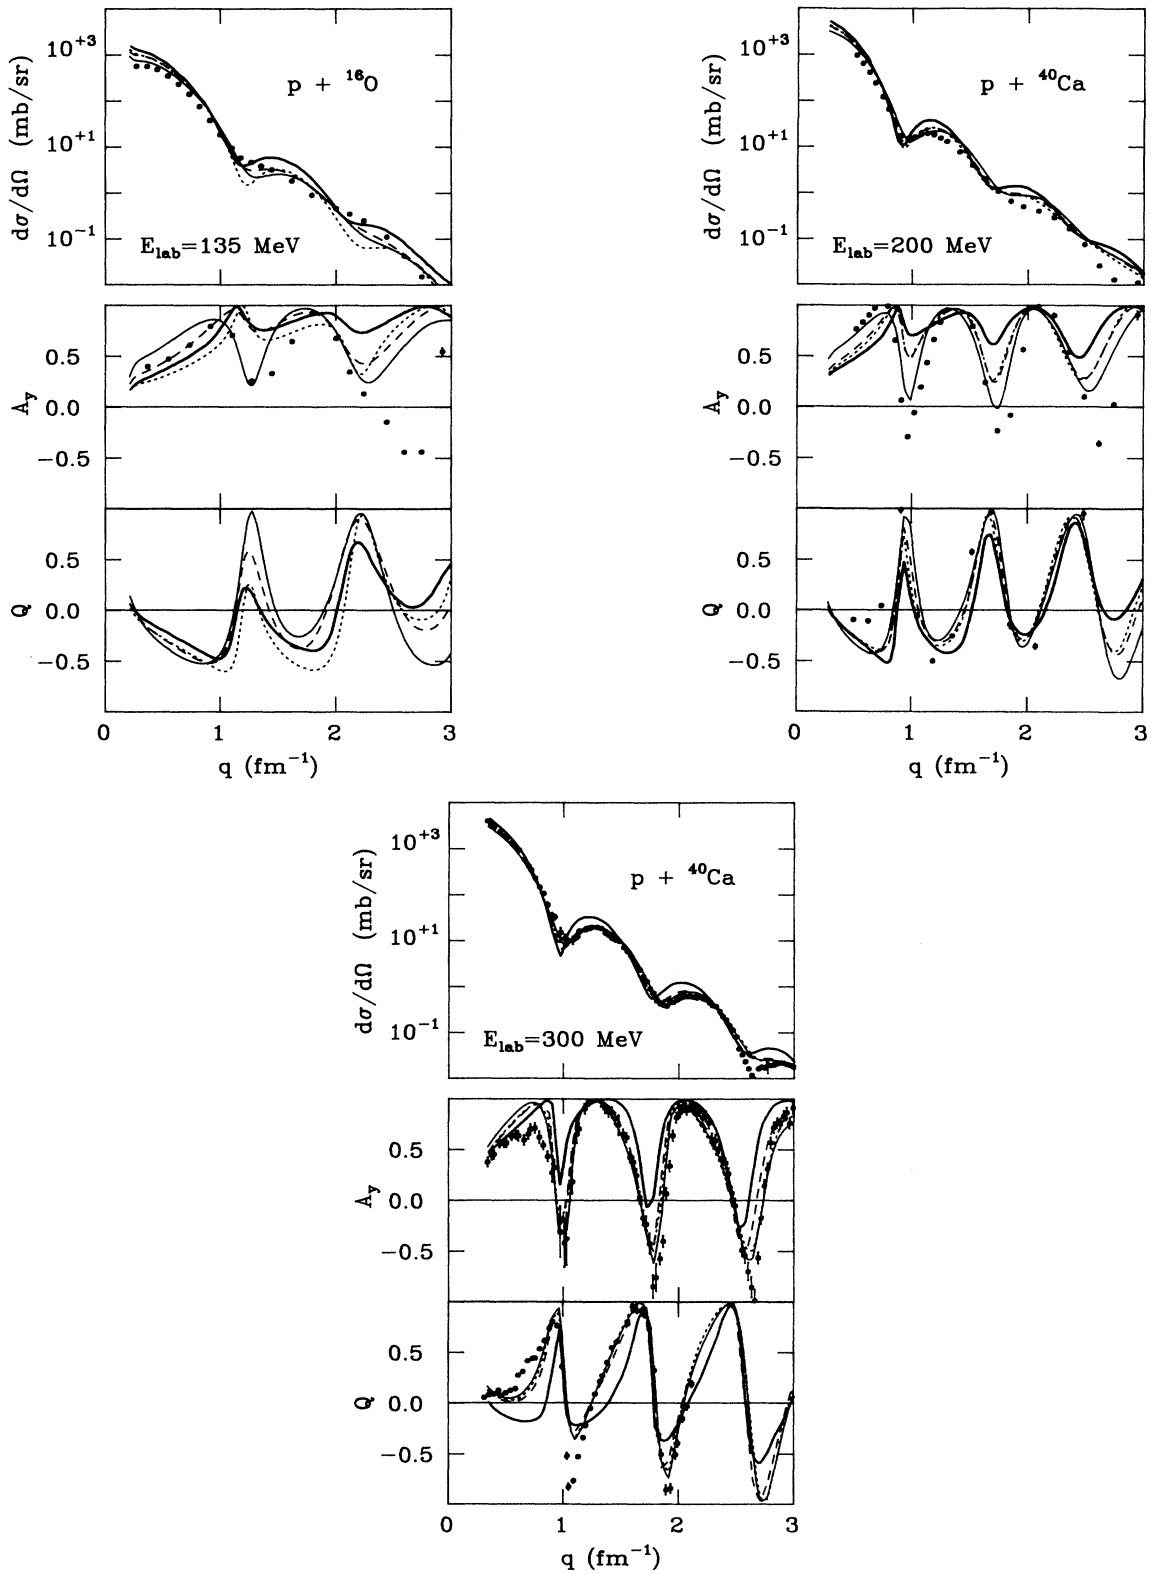 dσ/dΩ (mb/sr)
10⁺³
10⁺¹
10⁻¹
p + ¹⁶O
E_lab=135 MeV
A_y
0.5
0.0
−0.5
Q
0.5
0.0
−0.5
0 1 2 3
q (fm⁻¹)
dσ/dΩ (mb/sr)
10⁺³
10⁺¹
10⁻¹
p + ⁴⁰Ca
E_lab=200 MeV
A_y
0.5
0.0
−0.5
Q
0.5
0.0
−0.5
0 1 2 3
q (fm⁻¹)
dσ/dΩ (mb/sr)
10⁺³
10⁺¹
10⁻¹
p + ⁴⁰Ca
E_lab=300 MeV
A_y
0.5
0.0
−0.5
Q
0.5
0.0
−0.5
0 1 2 3
q (fm⁻¹)